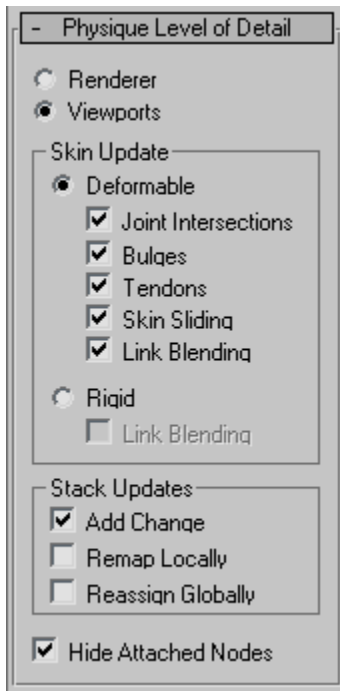 - Physique Level of Detail
Renderer
Viewports
Skin Update
Deformable
Joint Intersections
Bulges
Tendons
Skin Sliding
Link Blending
Rigid
Link Blending
Stack Updates
Add Change
Remap Locally
Reassign Globally
Hide Attached Nodes